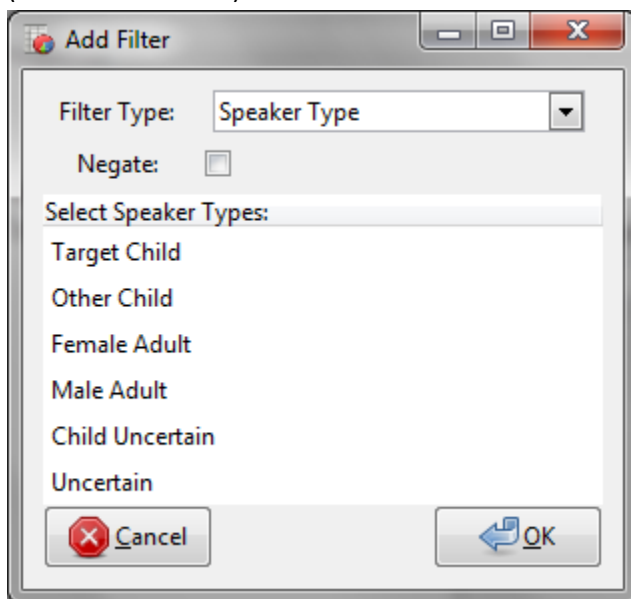 Add Filter
Filter Type: Speaker Type
Negate:
Select Speaker Types:
Target Child
Other Child
Female Adult
Male Adult
Child Uncertain
Uncertain
Cancel OK